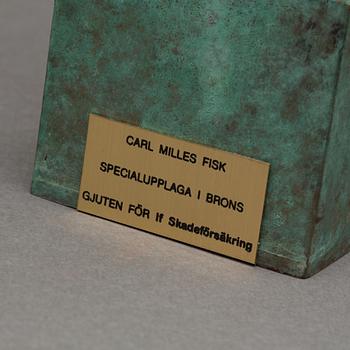 CARL MILLES FISK
SPECIALUPPLAGA I BRONS
GJUTEN FÖR If Skadeförsäkring